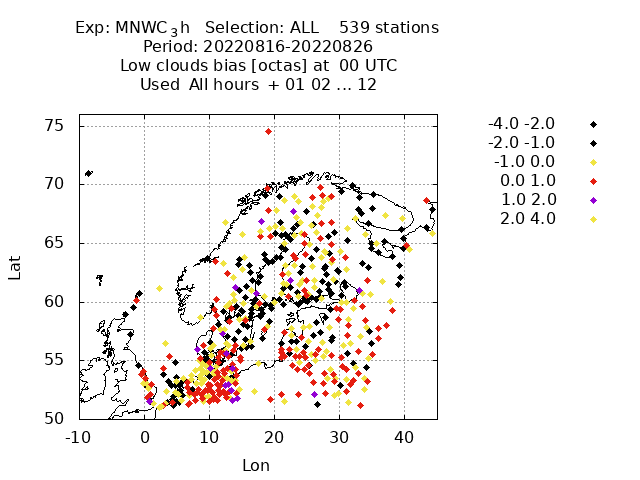 Exp: MNWC_3h Selection: ALL 539 stations
Period: 20220816-20220826
Low clouds bias [octas] at 00 UTC
Used All hours + 01 02 ... 12
-4.0 -2.0
-2.0 -1.0
-1.0 0.0
0.0 1.0
1.0 2.0
2.0 4.0
75
70
65
60
55
50
Lat
-10 0 10 20 30 40
Lon